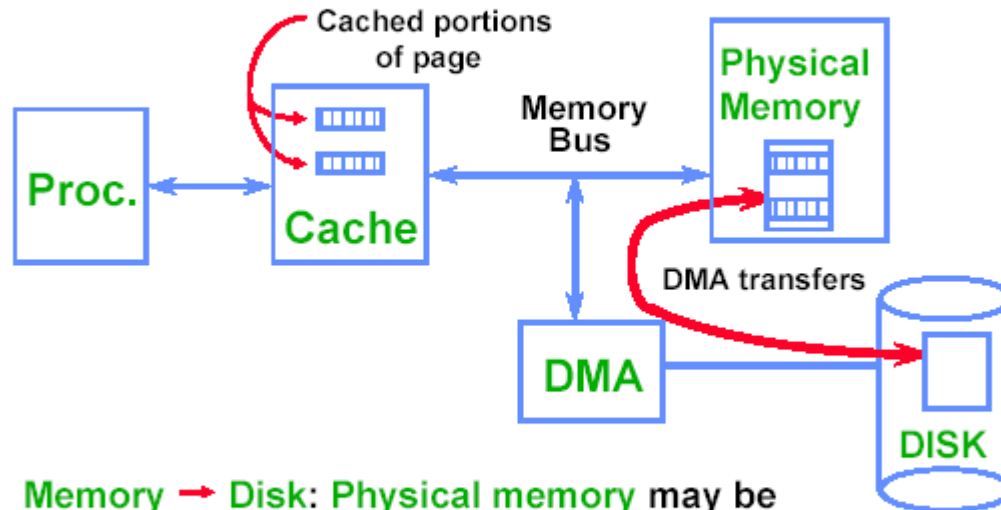 Cached portions
of page
Physical
Memory
Memory
Bus
Proc.
Cache
DMA transfers
DMA
DISK
Memory → Disk: Physical memory may be